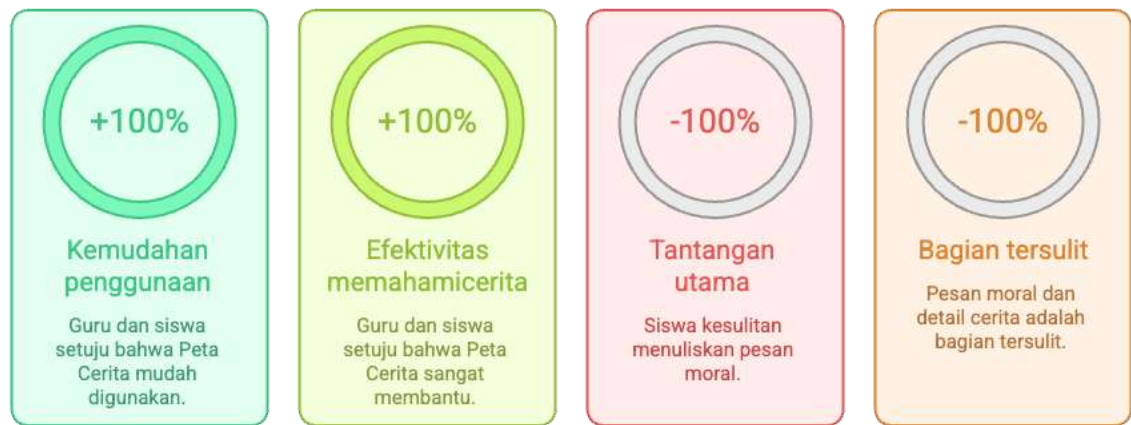 +100%
Kemudahan
penggunaan
Guru dan siswa
setuju bahwa Peta
Cerita mudah
digunakan.
+100%
Efektivitas
memahamicerita
Guru dan siswa
setuju bahwa Peta
Cerita sangat
membantu.
-100%
Tantangan
utama
Siswa kesulitan
menuliskan pesan
moral.
-100%
Bagian tersulit
Pesan moral dan
detail cerita adalah
bagian tersulit.